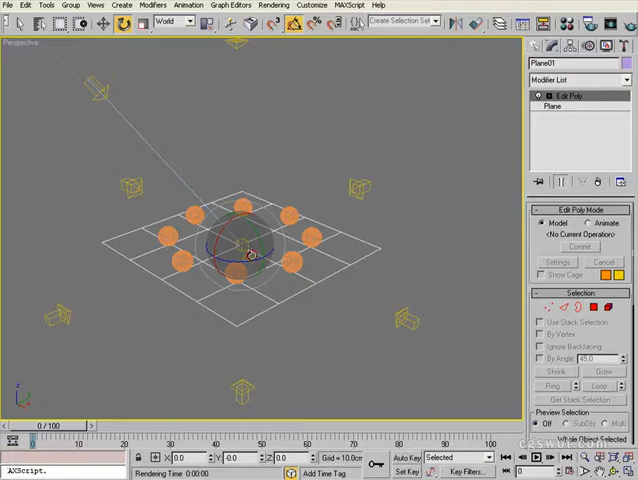 File Edit Tools Group Views Create Modifiers Animation Graph Editors Rendering Customize MAXScript Help
World
Create Selection Set
Perspective
Plane01
Modifier List
Edit Poly
Plane
Edit Poly Mode
Model Animate
<No Current Operation>
Commit
Settings Cancel
Show Cage
Selection
Use Stack Selection
By Vertex
Ignore Backfacing
By Angle: 45.0
Shrink Grow
Ring Loop
Get Stack Selection
Preview Selection
Off SubObj Multi
Whole Object Selected
cgswot.com
0 / 100
0 10 20 30 40 50 60 70 80 90 100
X: 0.0 Y: -0.0 Z: 0.0 Grid = 10.0cm
Auto Key Selected
AXScript.
Rendering Time 0:00:00
Add Time Tag
Set Key Key Filters...
0